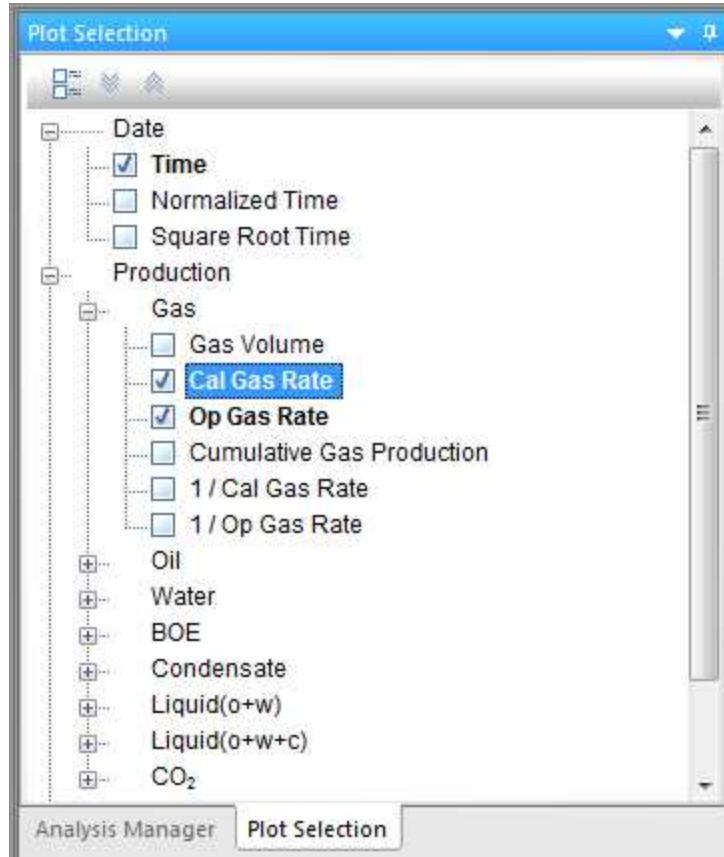 Plot Selection
Date
Time
Normalized Time
Square Root Time
Production
Gas
Gas Volume
Cal Gas Rate
Op Gas Rate
Cumulative Gas Production
1 / Cal Gas Rate
1 / Op Gas Rate
Oil
Water
BOE
Condensate
Liquid(o+w)
Liquid(o+w+c)
CO₂
Analysis Manager Plot Selection